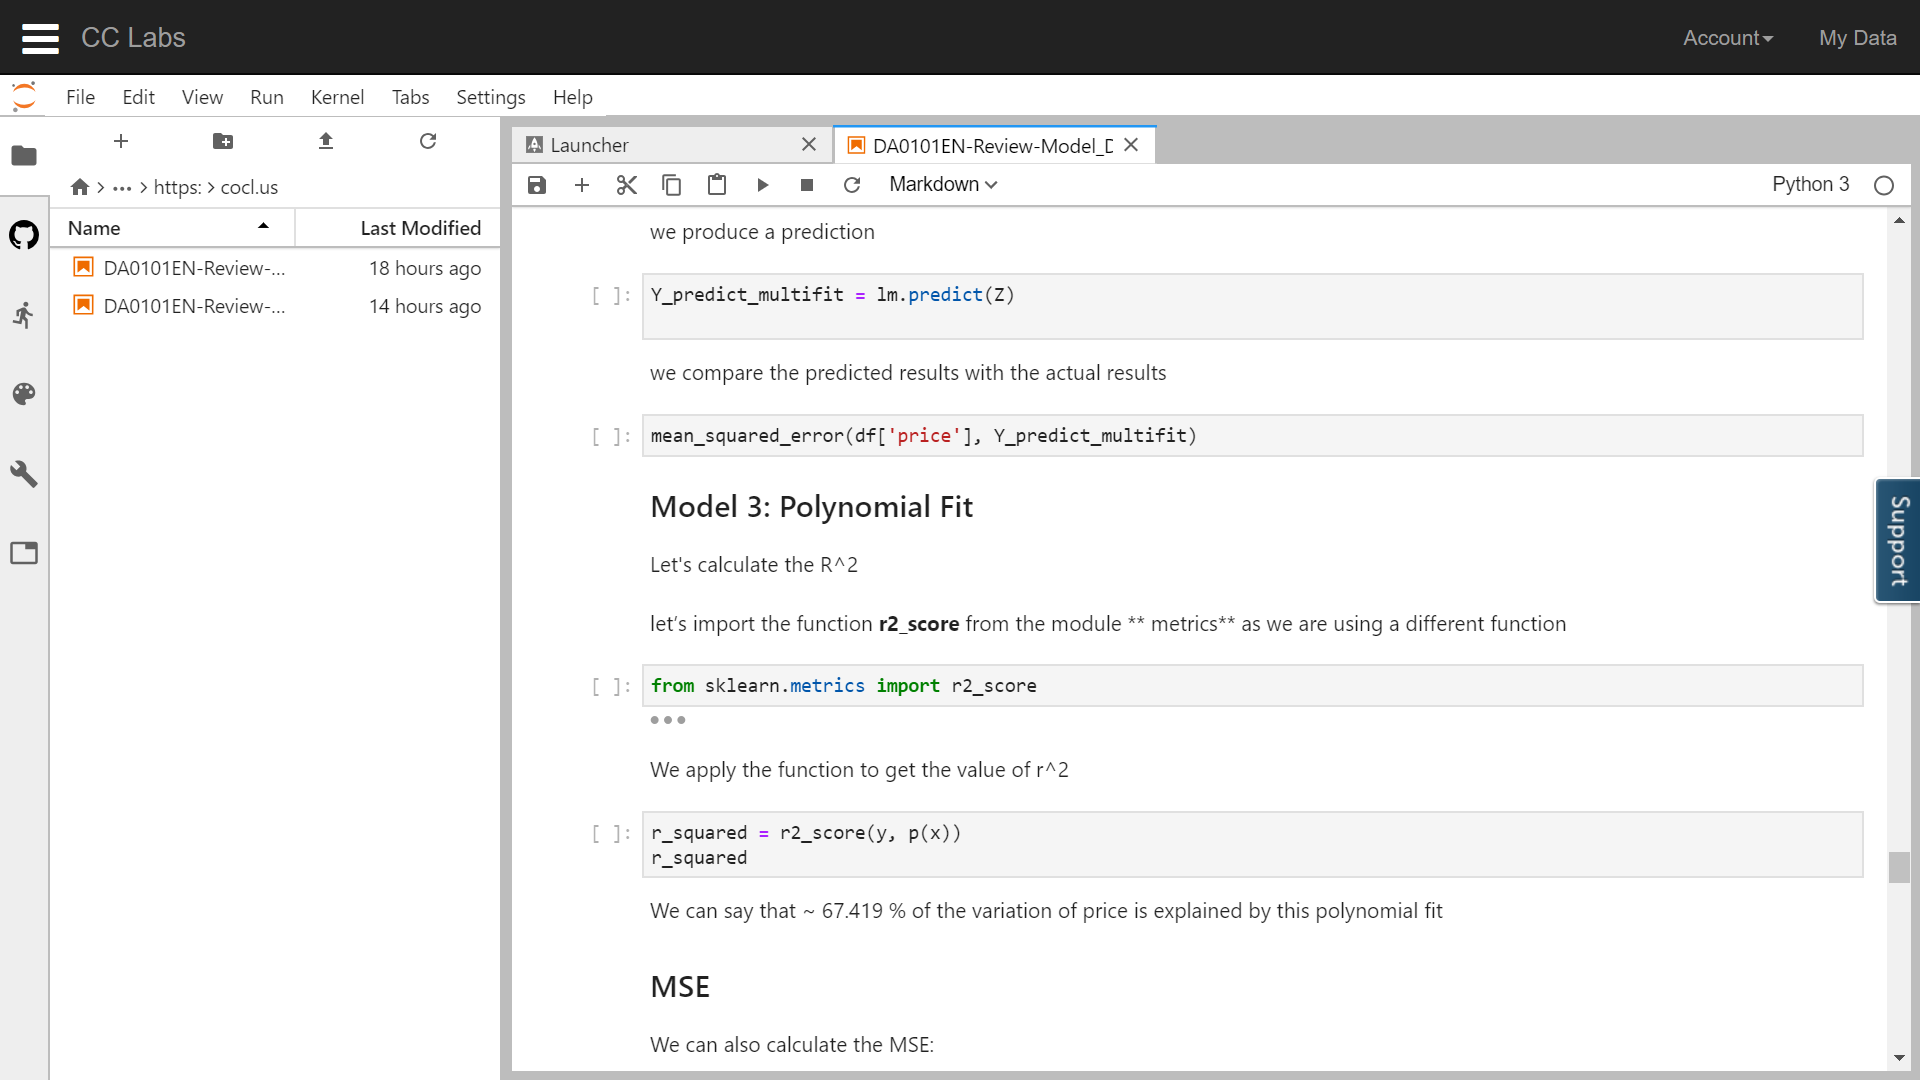 CC Labs
Account
My Data
File Edit View Run Kernel Tabs Settings Help
… > https: > cocl.us
Name
Last Modified
DA0101EN-Review-… 18 hours ago
DA0101EN-Review-… 14 hours ago
Launcher
DA0101EN-Review-Model_D
Markdown
Python 3
we produce a prediction
[ ]: Y_predict_multifit = lm.predict(Z)
we compare the predicted results with the actual results
[ ]: mean_squared_error(df['price'], Y_predict_multifit)
Model 3: Polynomial Fit
Let's calculate the R^2
let’s import the function r2_score from the module ** metrics** as we are using a different function
[ ]: from sklearn.metrics import r2_score
We apply the function to get the value of r^2
[ ]: r_squared = r2_score(y, p(x))
r_squared
We can say that ~ 67.419 % of the variation of price is explained by this polynomial fit
MSE
We can also calculate the MSE:
Support